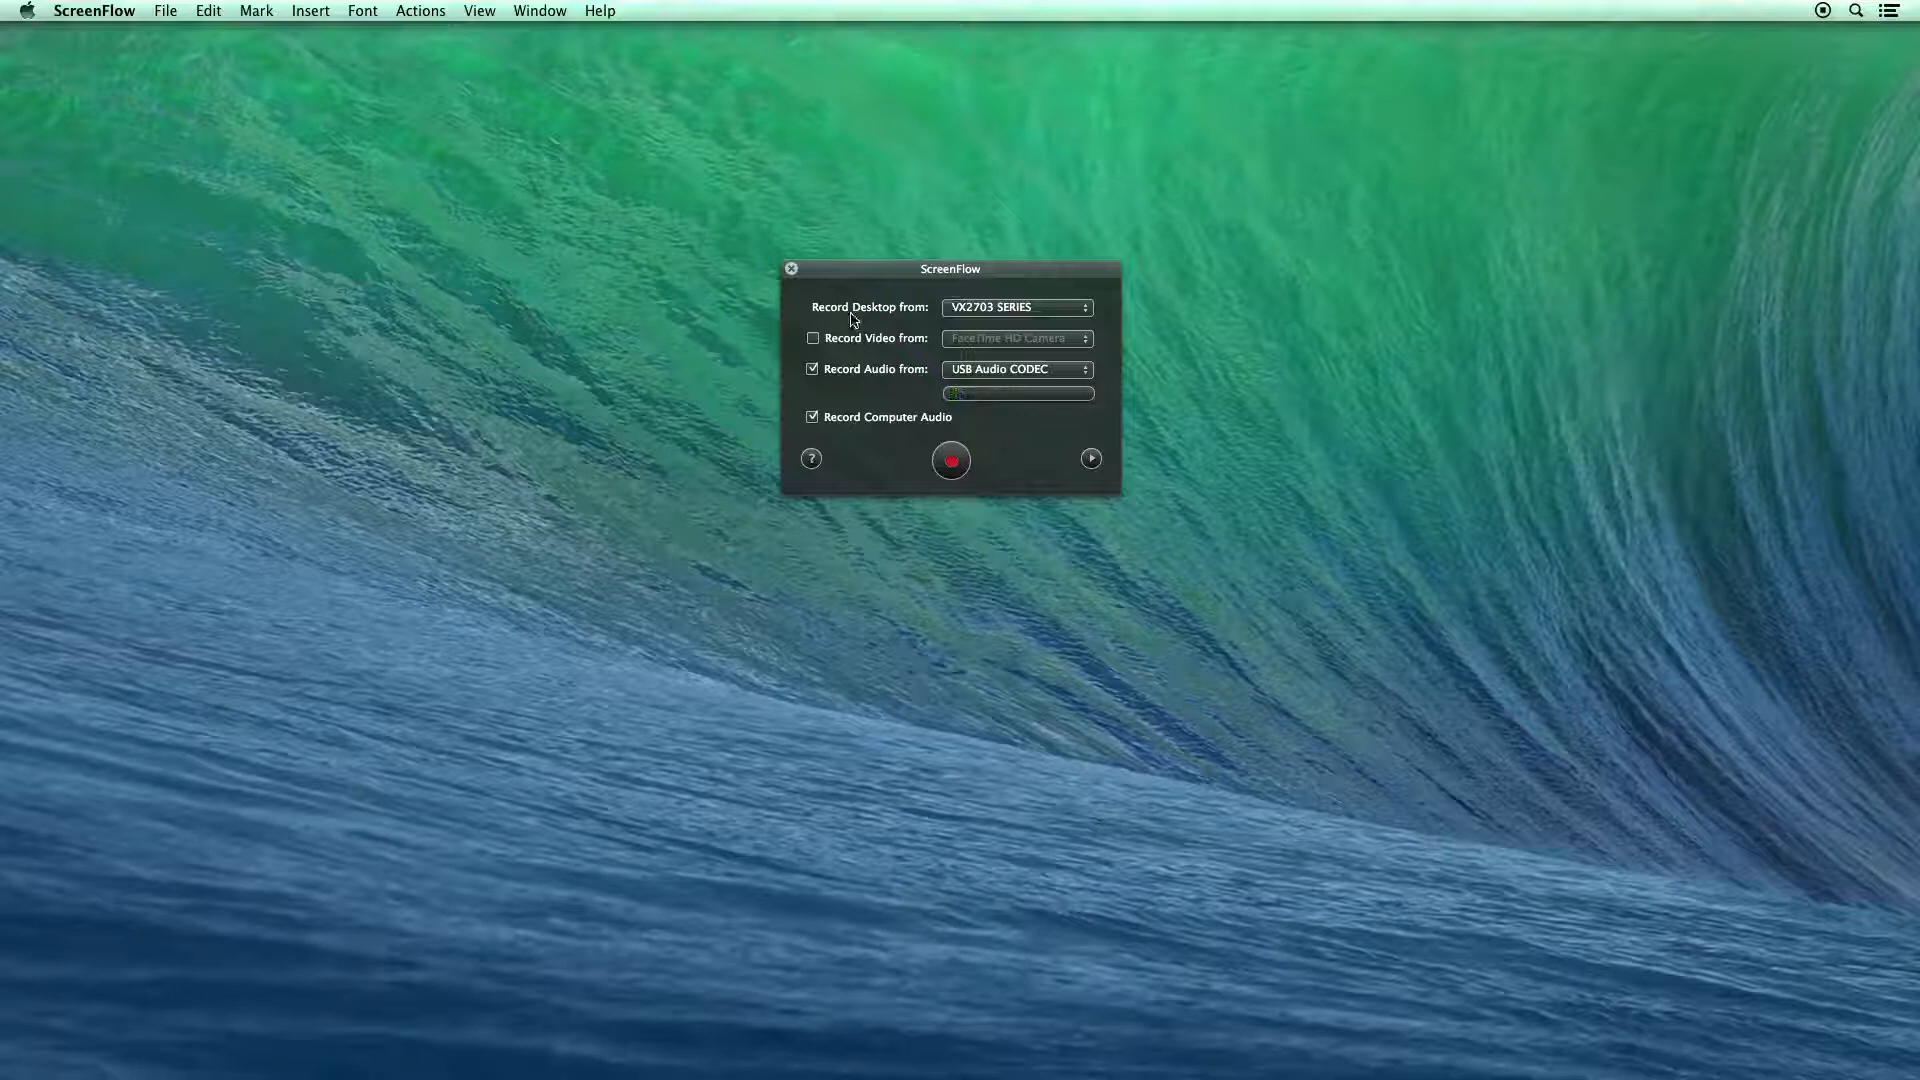 ScreenFlow File Edit Mark Insert Font Actions View Window Help
ScreenFlow
Record Desktop from: VX2703 SERIES
Record Video from: FaceTime HD Camera
Record Audio from: USB Audio CODEC
Record Computer Audio
?